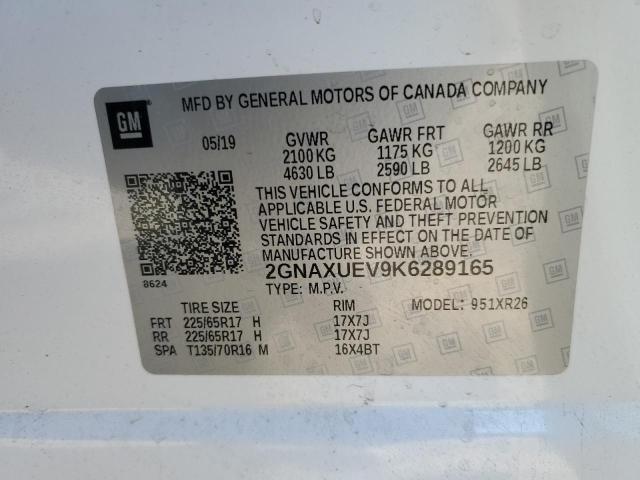 GM
MFD BY GENERAL MOTORS OF CANADA COMPANY
05/19 GVWR GAWR FRT GAWR RR
2100 KG 1175 KG 1200 KG
4630 LB 2590 LB 2645 LB
THIS VEHICLE CONFORMS TO ALL
APPLICABLE U.S. FEDERAL MOTOR
VEHICLE SAFETY AND THEFT PREVENTION
STANDARDS IN EFFECT ON THE DATE OF
MANUFACTURE SHOWN ABOVE.
8624 2GNAXUEV9K6289165
TYPE: M.P.V.
TIRE SIZE RIM MODEL: 951XR26
FRT 225/65R17 H 17X7J
RR 225/65R17 H 17X7J
SPA T135/70R16 M 16X4BT